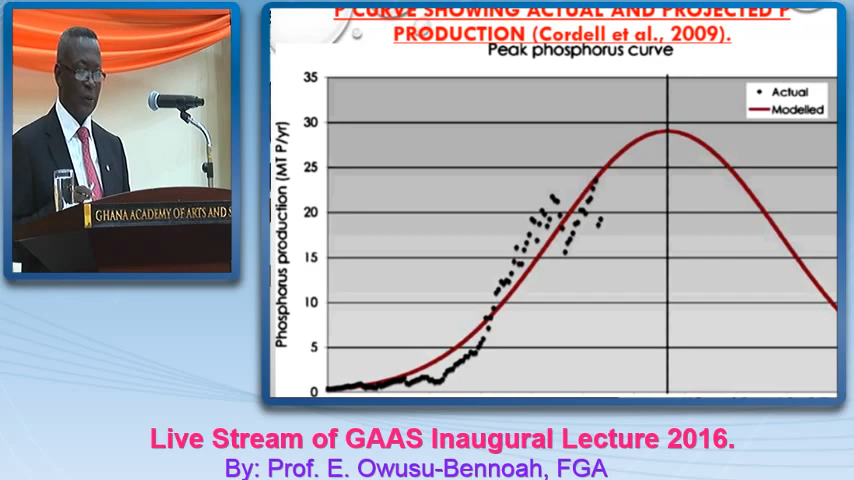 P CURVE SHOWING ACTUAL AND PROJECTED P
PRODUCTION (Cordell et al., 2009).
Peak phosphorus curve
35
30
25
20
15
10
5
0
Phosphorus production (MT P/yr)
Actual
Modelled
GHANA ACADEMY OF ARTS AND S
Live Stream of GAAS Inaugural Lecture 2016.
By: Prof. E. Owusu-Bennoah, FGA